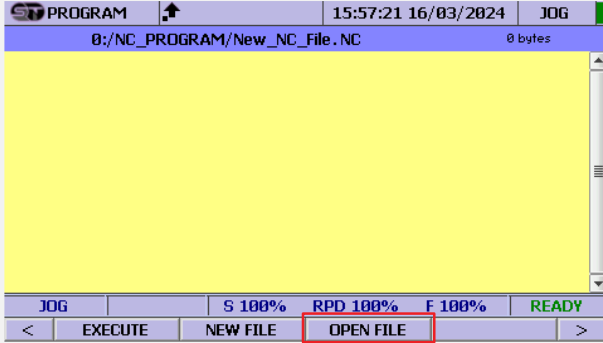 PROGRAM 15:57:21 16/03/2024 JOG
0:/NC_PROGRAM/New_NC_File.NC 0 bytes
JOG S 100% RPD 100% F 100% READY
< EXECUTE NEW FILE OPEN FILE >